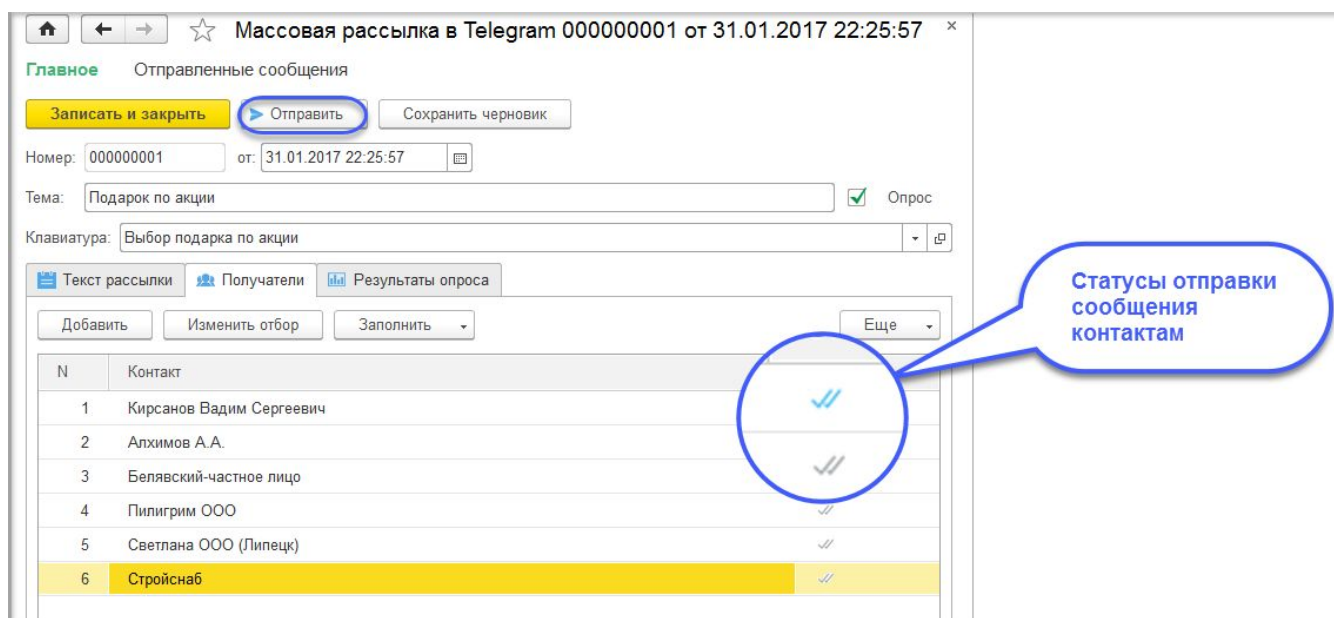 Массовая рассылка в Telegram 000000001 от 31.01.2017 22:25:57
Главное Отправленные сообщения
Записать и закрыть Отправить Сохранить черновик
Номер: 000000001 от: 31.01.2017 22:25:57
Тема: Подарок по акции Опрос
Клавиатура: Выбор подарка по акции
Текст рассылки Получатели Результаты опроса
Добавить Изменить отбор Заполнить Еще
N Контакт
1 Кирсанов Вадим Сергеевич
2 Алхимов А.А.
3 Белявский-частное лицо
4 Пилигрим ООО
5 Светлана ООО (Липецк)
6 Стройснаб
Статусы отправки
сообщения
контактам